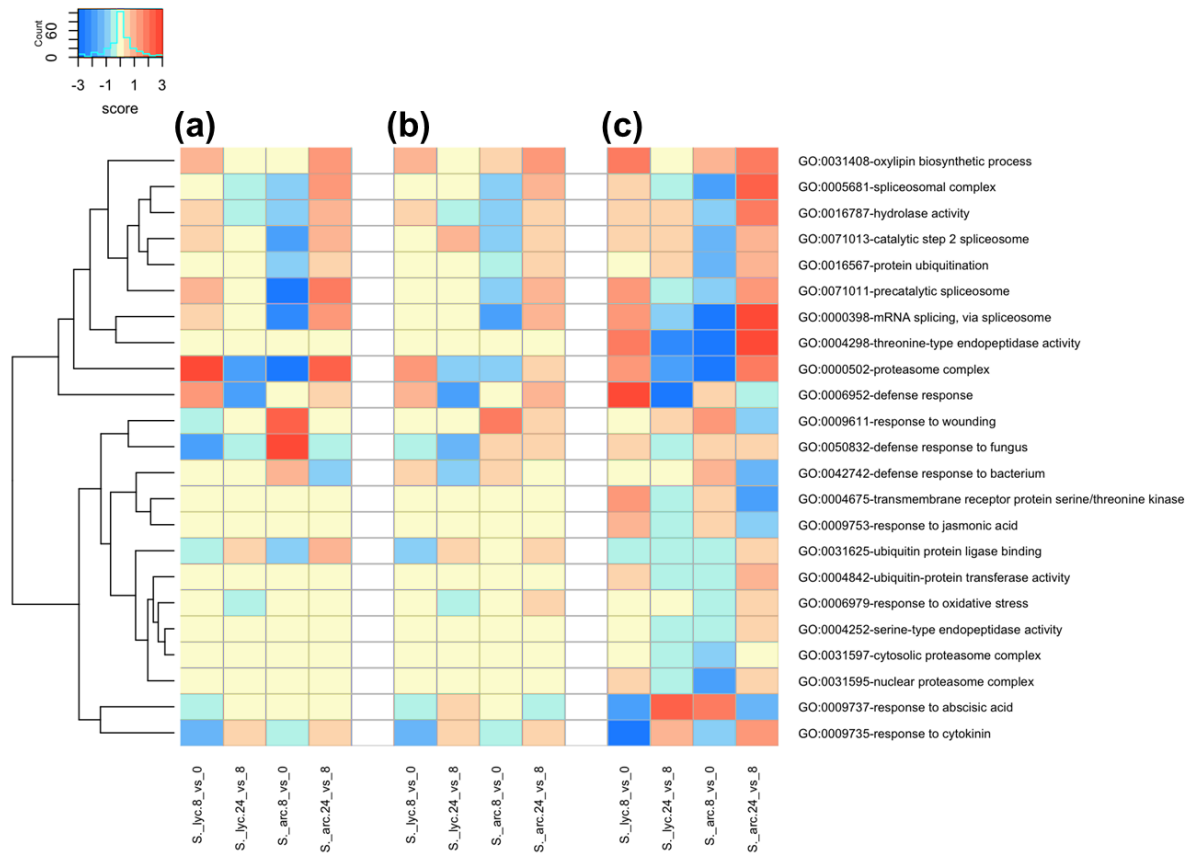 Count
0 60
-3 -1 1 3
score
(a) (b) (c)
GO:0031408-oxylipin biosynthetic process
GO:0005681-spliceosomal complex
GO:0016787-hydrolase activity
GO:0071013-catalytic step 2 spliceosome
GO:0016567-protein ubiquitination
GO:0071011-precatalytic spliceosome
GO:0000398-mRNA splicing, via spliceosome
GO:0004298-threonine-type endopeptidase activity
GO:0000502-proteasome complex
GO:0006952-defense response
GO:0009611-response to wounding
GO:0050832-defense response to fungus
GO:0042742-defense response to bacterium
GO:0004675-transmembrane receptor protein serine/threonine kinase
GO:0009753-response to jasmonic acid
GO:0031625-ubiquitin protein ligase binding
GO:0004842-ubiquitin-protein transferase activity
GO:0006979-response to oxidative stress
GO:0004252-serine-type endopeptidase activity
GO:0031597-cytosolic proteasome complex
GO:0031595-nuclear proteasome complex
GO:0009737-response to abscisic acid
GO:0009735-response to cytokinin
S._lyc.8_vs_0
S._lyc.24_vs_8
S._arc.8_vs_0
S._arc.24_vs_8
S._lyc.8_vs_0
S._lyc.24_vs_8
S._arc.8_vs_0
S._arc.24_vs_8
S._lyc.8_vs_0
S._lyc.24_vs_8
S._arc.8_vs_0
S._arc.24_vs_8